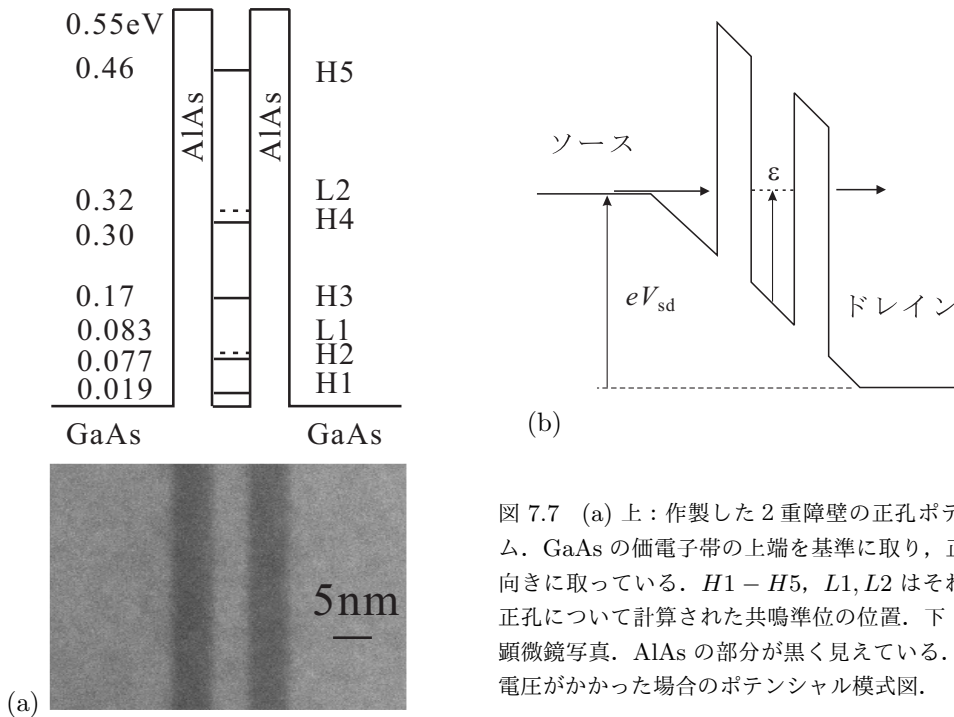 0.55eV
0.46
0.32
0.30
0.17
0.083
0.077
0.019
AlAs
AlAs
H5
L2
H4
H3
L1
H2
H1
GaAs
GaAs
5nm
(a)
ソース
ε
eVsd
ドレイン
(b)
図 7.7 (a) 上：作製した2重障壁の正孔ポテ
ム．GaAs の価電子帯の上端を基準に取り，正
向きに取っている．H1 − H5，L1, L2 はそれ
正孔について計算された共鳴準位の位置．下
顕微鏡写真．AlAs の部分が黒く見えている．
電圧がかかった場合のポテンシャル模式図．